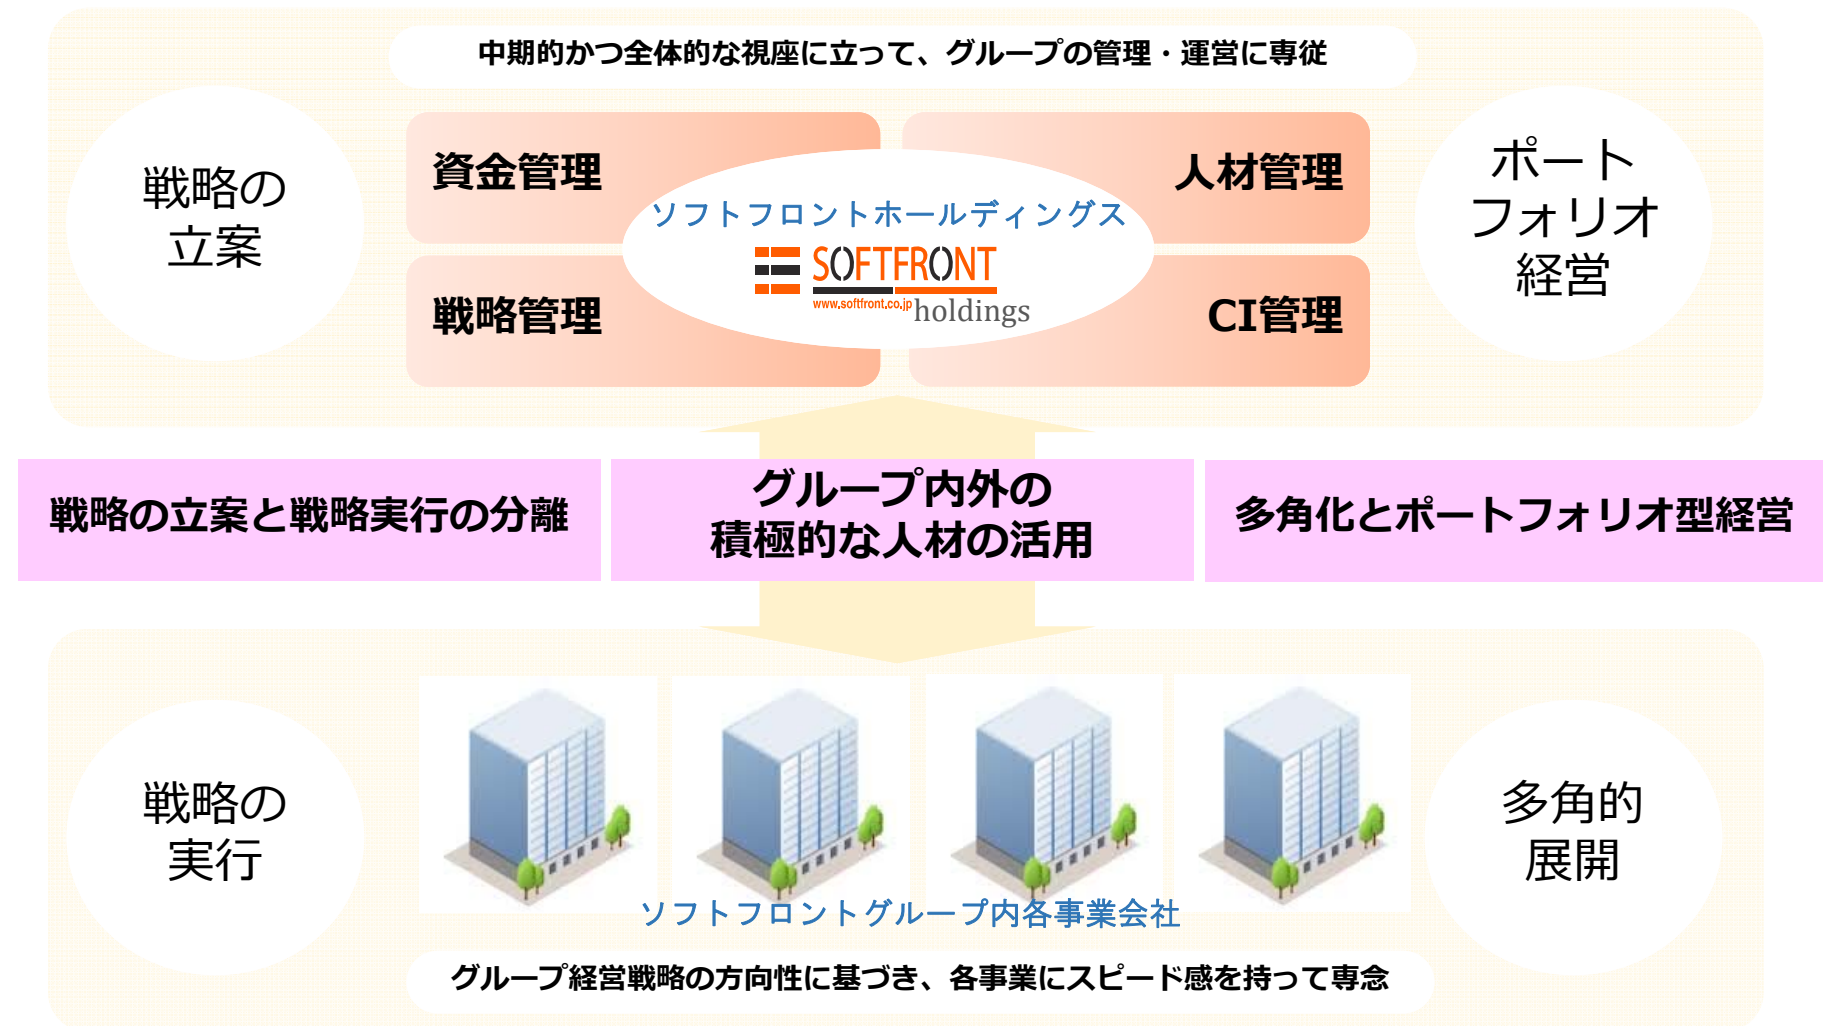 中期的かつ全体的な視座に立って、グループの管理・運営に専従
戦略の
立案
資金管理
人材管理
ソフトフロントホールディングス
SOFTFRONT
www.softfront.co.jp
holdings
戦略管理
CI管理
ポート
フォリオ
経営
戦略の立案と戦略実行の分離
グループ内外の
積極的な人材の活用
多角化とポートフォリオ型経営
戦略の
実行
ソフトフロントグループ内各事業会社
多角的
展開
グループ経営戦略の方向性に基づき、各事業にスピード感を持って専念